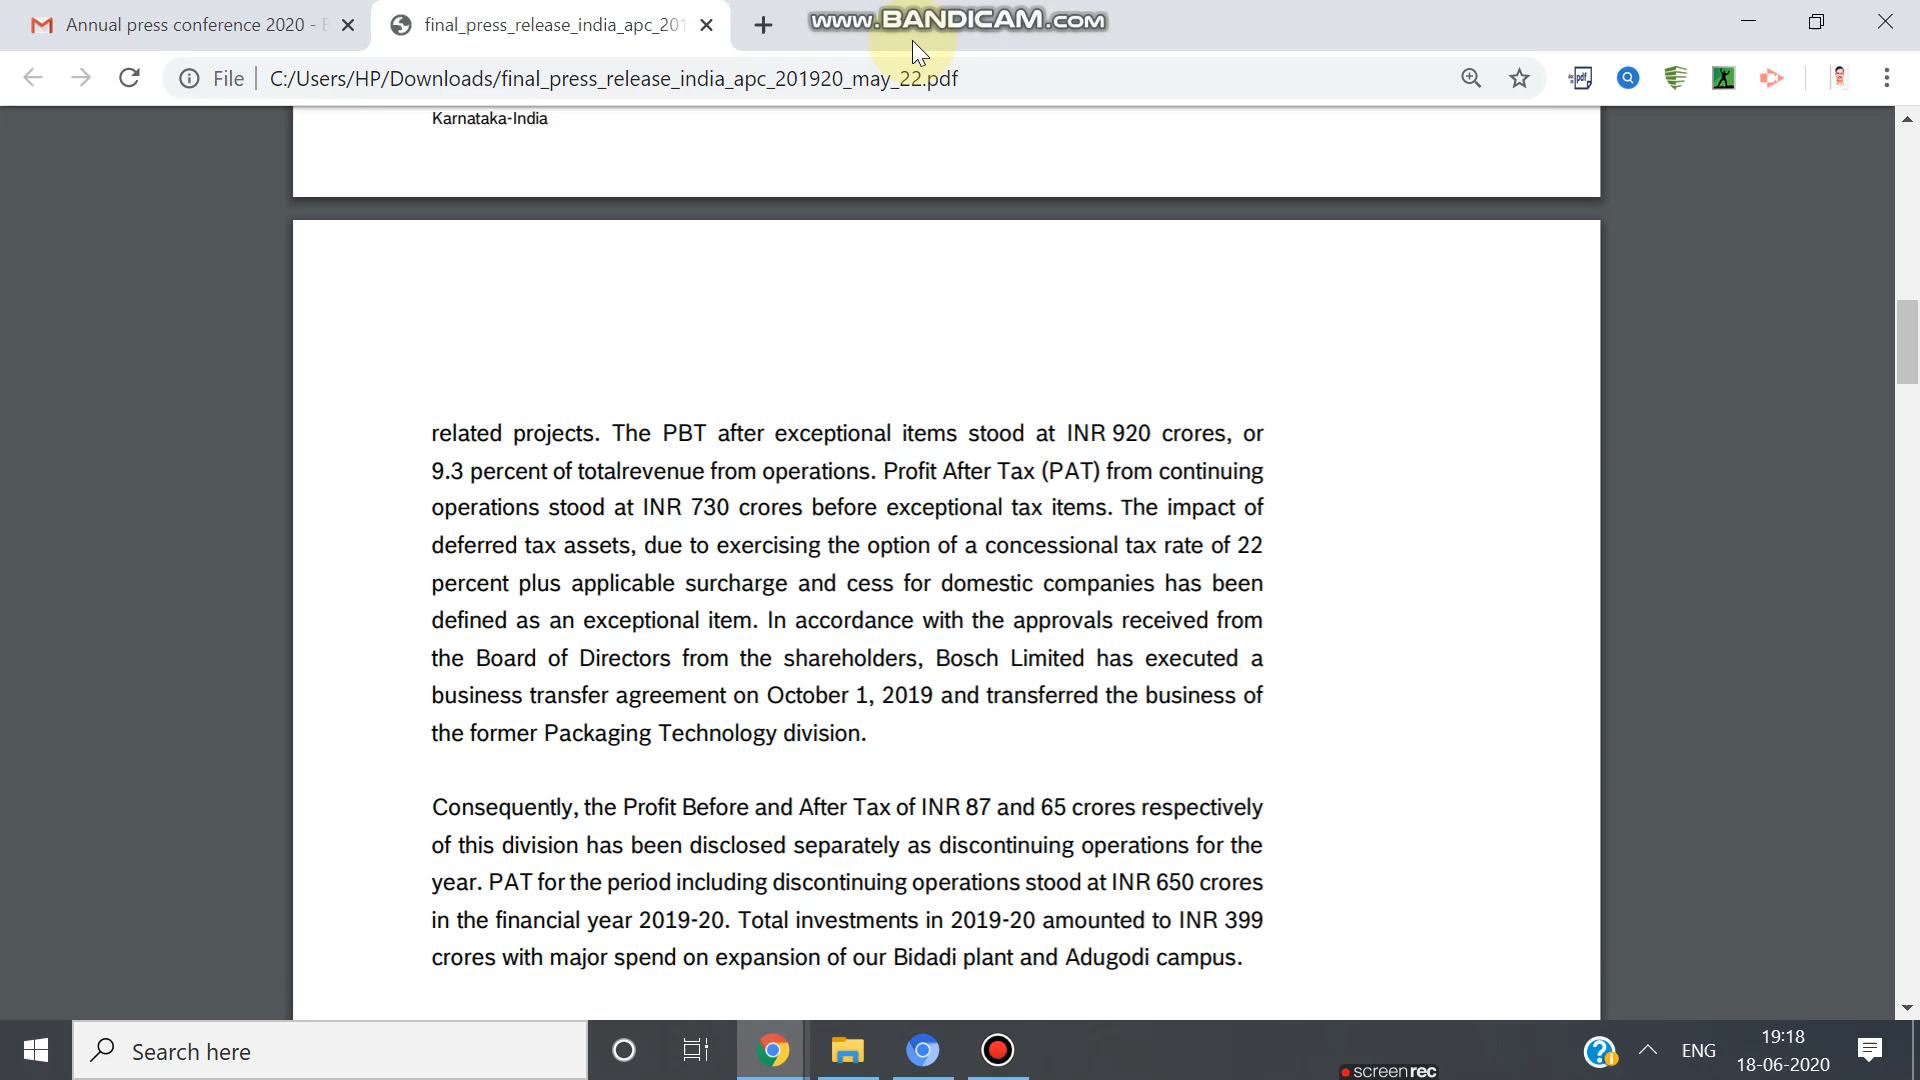 Annual press conference 2020 - B
final_press_release_india_apc_201
www.BANDICAM.com
File
C:/Users/HP/Downloads/final_press_release_india_apc_201920_may_22.pdf
Karnataka-India
related projects. The PBT after exceptional items stood at INR 920 crores, or
9.3 percent of totalrevenue from operations. Profit After Tax (PAT) from continuing
operations stood at INR 730 crores before exceptional tax items. The impact of
deferred tax assets, due to exercising the option of a concessional tax rate of 22
percent plus applicable surcharge and cess for domestic companies has been
defined as an exceptional item. In accordance with the approvals received from
the Board of Directors from the shareholders, Bosch Limited has executed a
business transfer agreement on October 1, 2019 and transferred the business of
the former Packaging Technology division.
Consequently, the Profit Before and After Tax of INR 87 and 65 crores respectively
of this division has been disclosed separately as discontinuing operations for the
year. PAT for the period including discontinuing operations stood at INR 650 crores
in the financial year 2019-20. Total investments in 2019-20 amounted to INR 399
crores with major spend on expansion of our Bidadi plant and Adugodi campus.
Search here
screenrec
ENG
19:18
18-06-2020